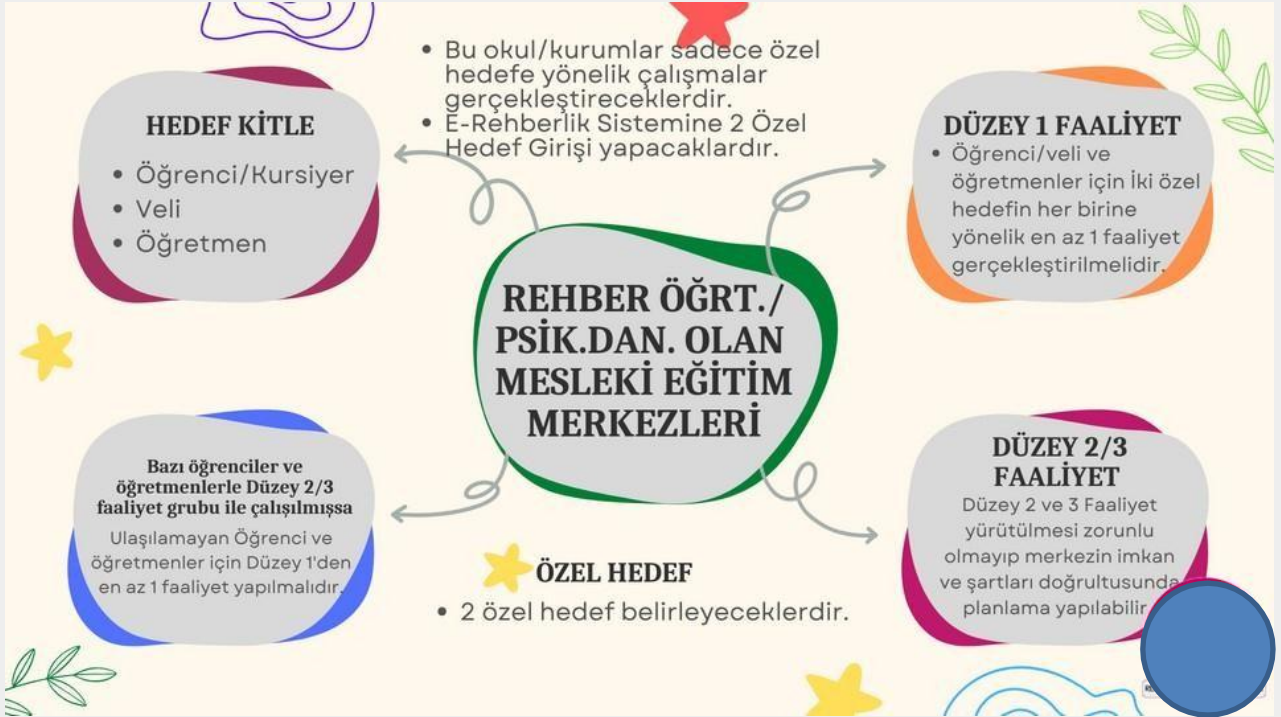 Bu okul/kurumlar sadece özel
hedefe yönelik çalışmalar
gerçekleştireceklerdir.
E-Rehberlik Sistemine 2 Özel
Hedef Girişi yapacaklardır.
HEDEF KİTLE
Öğrenci/Kursiyer
Veli
Öğretmen
DÜZEY 1 FAALİYET
Öğrenci/veli ve
öğretmenler için İki özel
hedefin her birine
yönelik en az 1 faaliyet
gerçekleştirilmelidir.
REHBER ÖĞRT./
PSİK.DAN. OLAN
MESLEKİ EĞİTİM
MERKEZLERİ
Bazı öğrenciler ve
öğretmenlerle Düzey 2/3
faaliyet grubu ile çalışılmışsa
Ulaşılamayan Öğrenci ve
öğretmenler için Düzey 1'den
en az 1 faaliyet yapılmalıdır.
DÜZEY 2/3
FAALİYET
Düzey 2 ve 3 Faaliyet
yürütülmesi zorunlu
olmayıp merkezin imkan
ve şartları doğrultusunda
planlama yapılabilir
ÖZEL HEDEF
2 özel hedef belirleyeceklerdir.